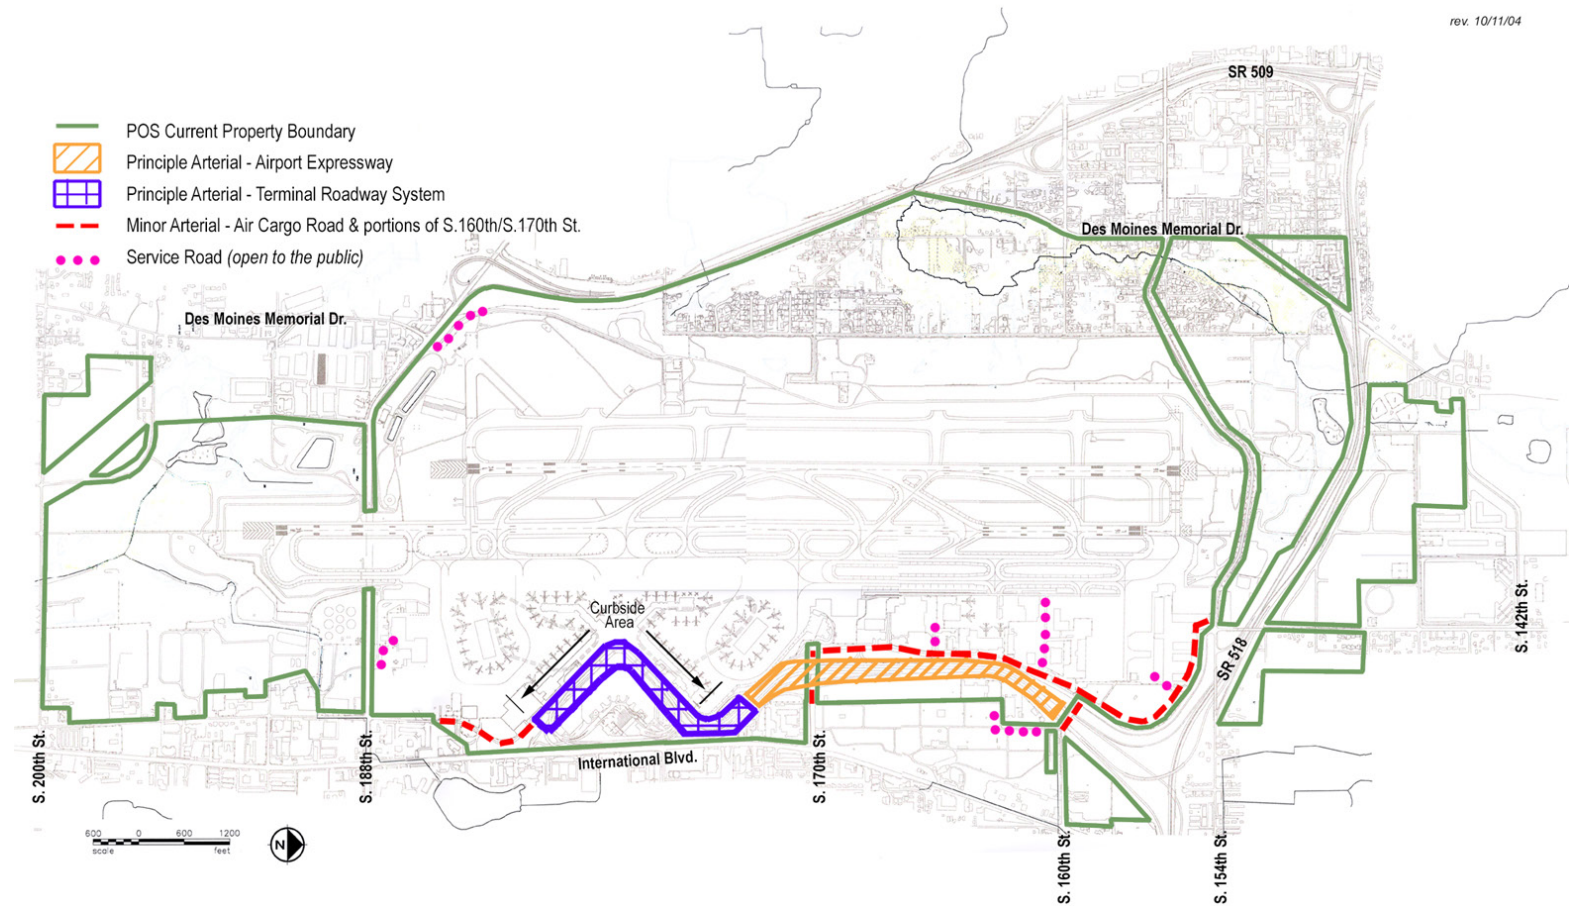 rev. 10/11/04
SR 509
POS Current Property Boundary
Principle Arterial - Airport Expressway
Principle Arterial - Terminal Roadway System
Minor Arterial - Air Cargo Road & portions of S.160th/S.170th St.
Service Road (open to the public)
Des Moines Memorial Dr.
Des Moines Memorial Dr.
Curbside
Area
S. 142th St.
SR 518
International Blvd.
S. 200th St.
S. 188th St.
S. 170th St.
S. 160th St.
S. 154th St.
600 0 600 1200
scale feet
N